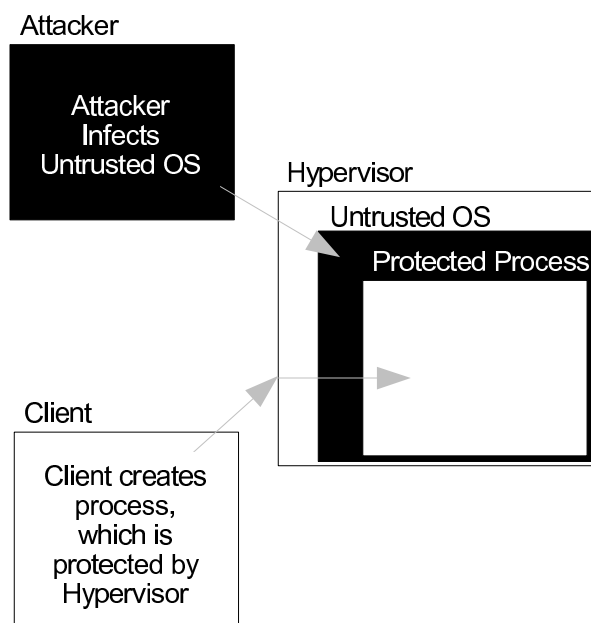 Attacker
Attacker
Infects
Untrusted OS
Hypervisor
Untrusted OS
Protected Process
Client
Client creates
process,
which is
protected by
Hypervisor